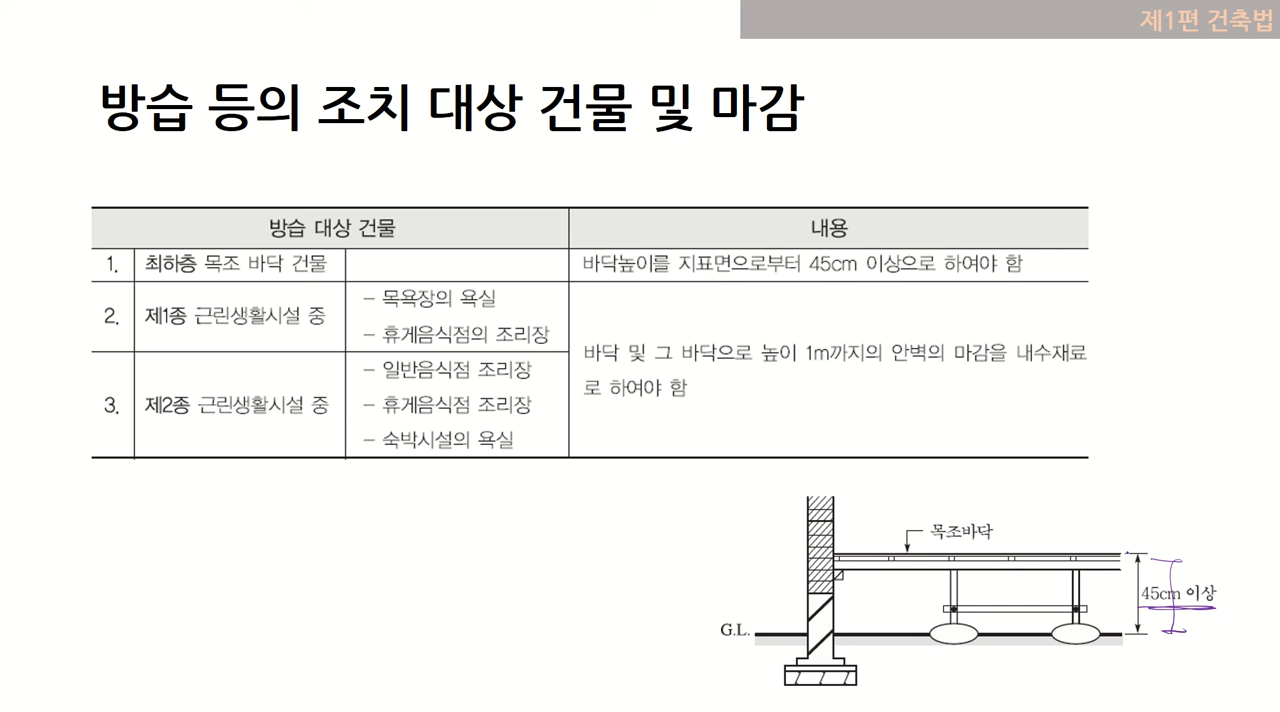 제1편 건축법
방습 등의 조치 대상 건물 및 마감
방습 대상 건물
내용
1.
최하층 목조 바닥 건물
바닥높이를 지표면으로부터 45cm 이상으로 하여야 함
2.
제1종 근린생활시설 중
– 목욕장의 욕실
– 휴게음식점의 조리장
바닥 및 그 바닥으로 높이 1m까지의 안벽의 마감을 내수재료
로 하여야 함
3.
제2종 근린생활시설 중
– 일반음식점 조리장
– 휴게음식점 조리장
– 숙박시설의 욕실
목조바닥
45cm 이상
G.L.